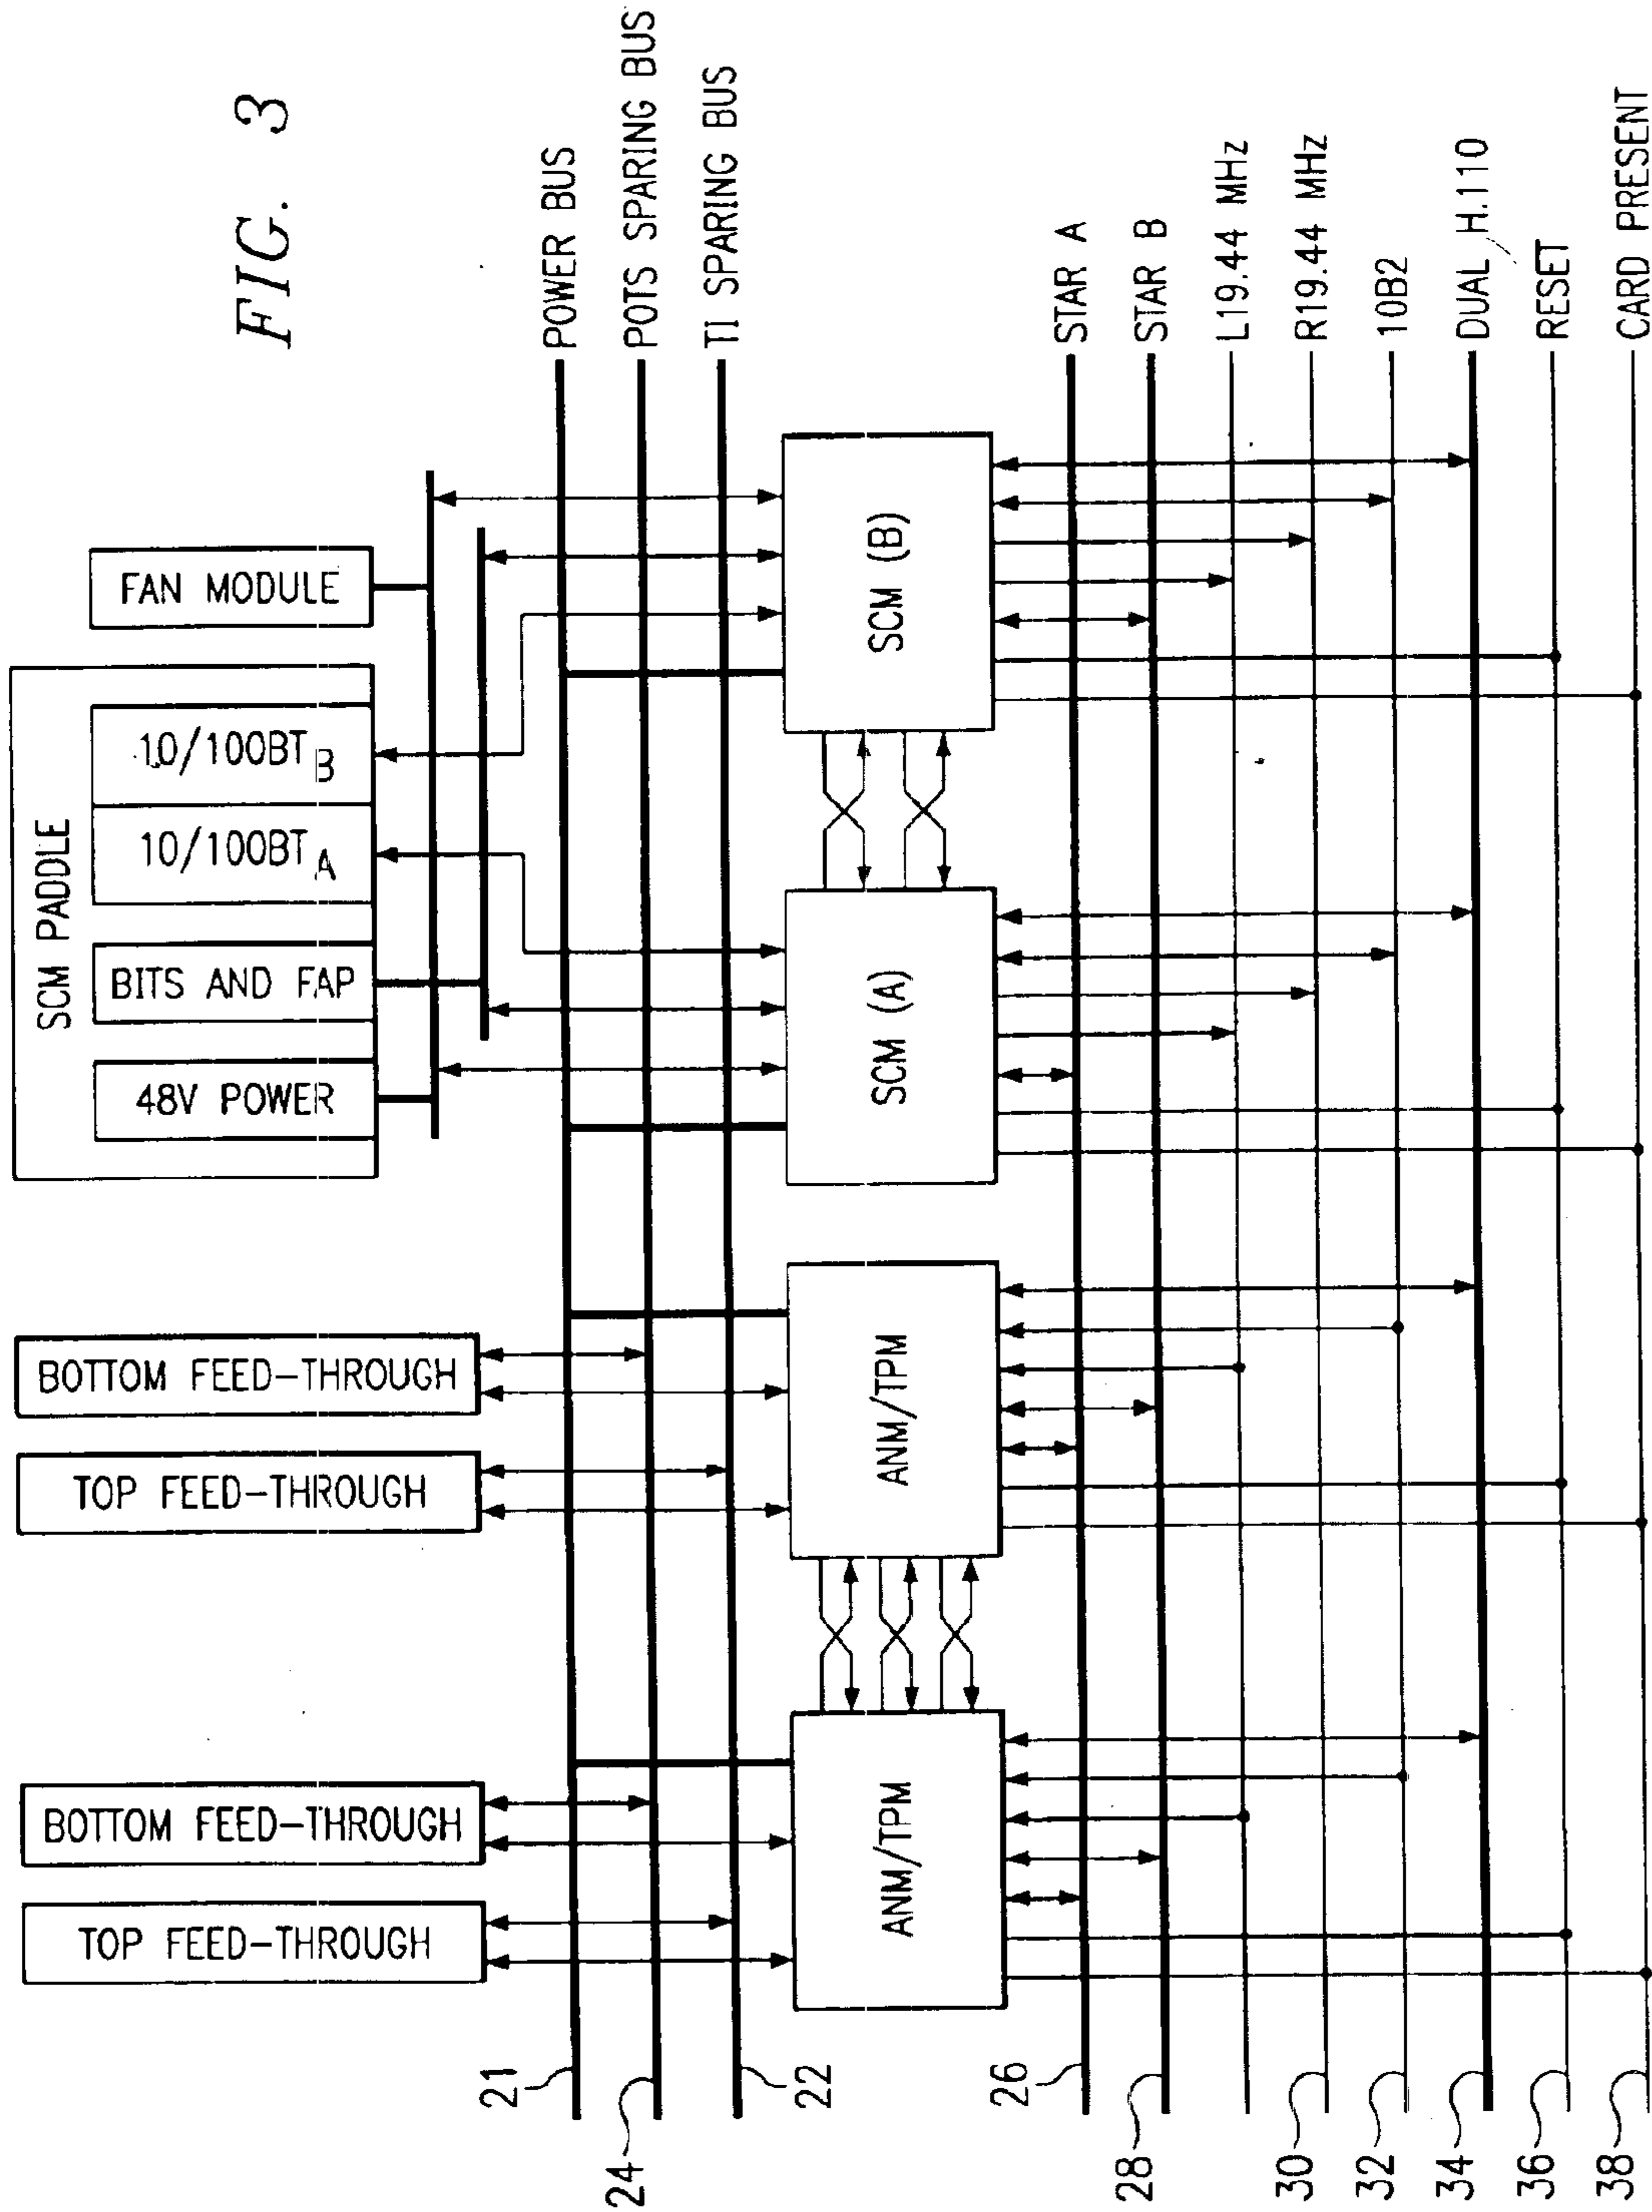 FIG. 3
SCM PADDLE
48V POWER
BITS AND FAP
10/100BT A
10/100BT B
FAN MODULE
TOP FEED-THROUGH
BOTTOM FEED-THROUGH
TOP FEED-THROUGH
BOTTOM FEED-THROUGH
21
POWER BUS
24
POTS SPARING BUS
22
TI SPARING BUS
ANM/TPM
ANM/TPM
SCM (A)
SCM (B)
26
STAR A
28
STAR B
L19.44 MHz
30
R19.44 MHz
32
10B2
34
DUAL H.110
36
RESET
38
CARD PRESENT